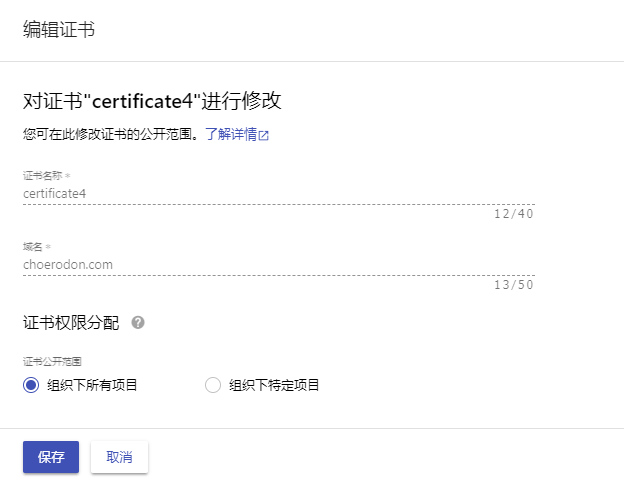 编辑证书
对证书"certificate4"进行修改
您可在此修改证书的公开范围。了解详情
证书名称 *
certificate4
12/40
域名 *
choerodon.com
13/50
证书权限分配 ?
证书公开范围
组织下所有项目 组织下特定项目
保存 取消